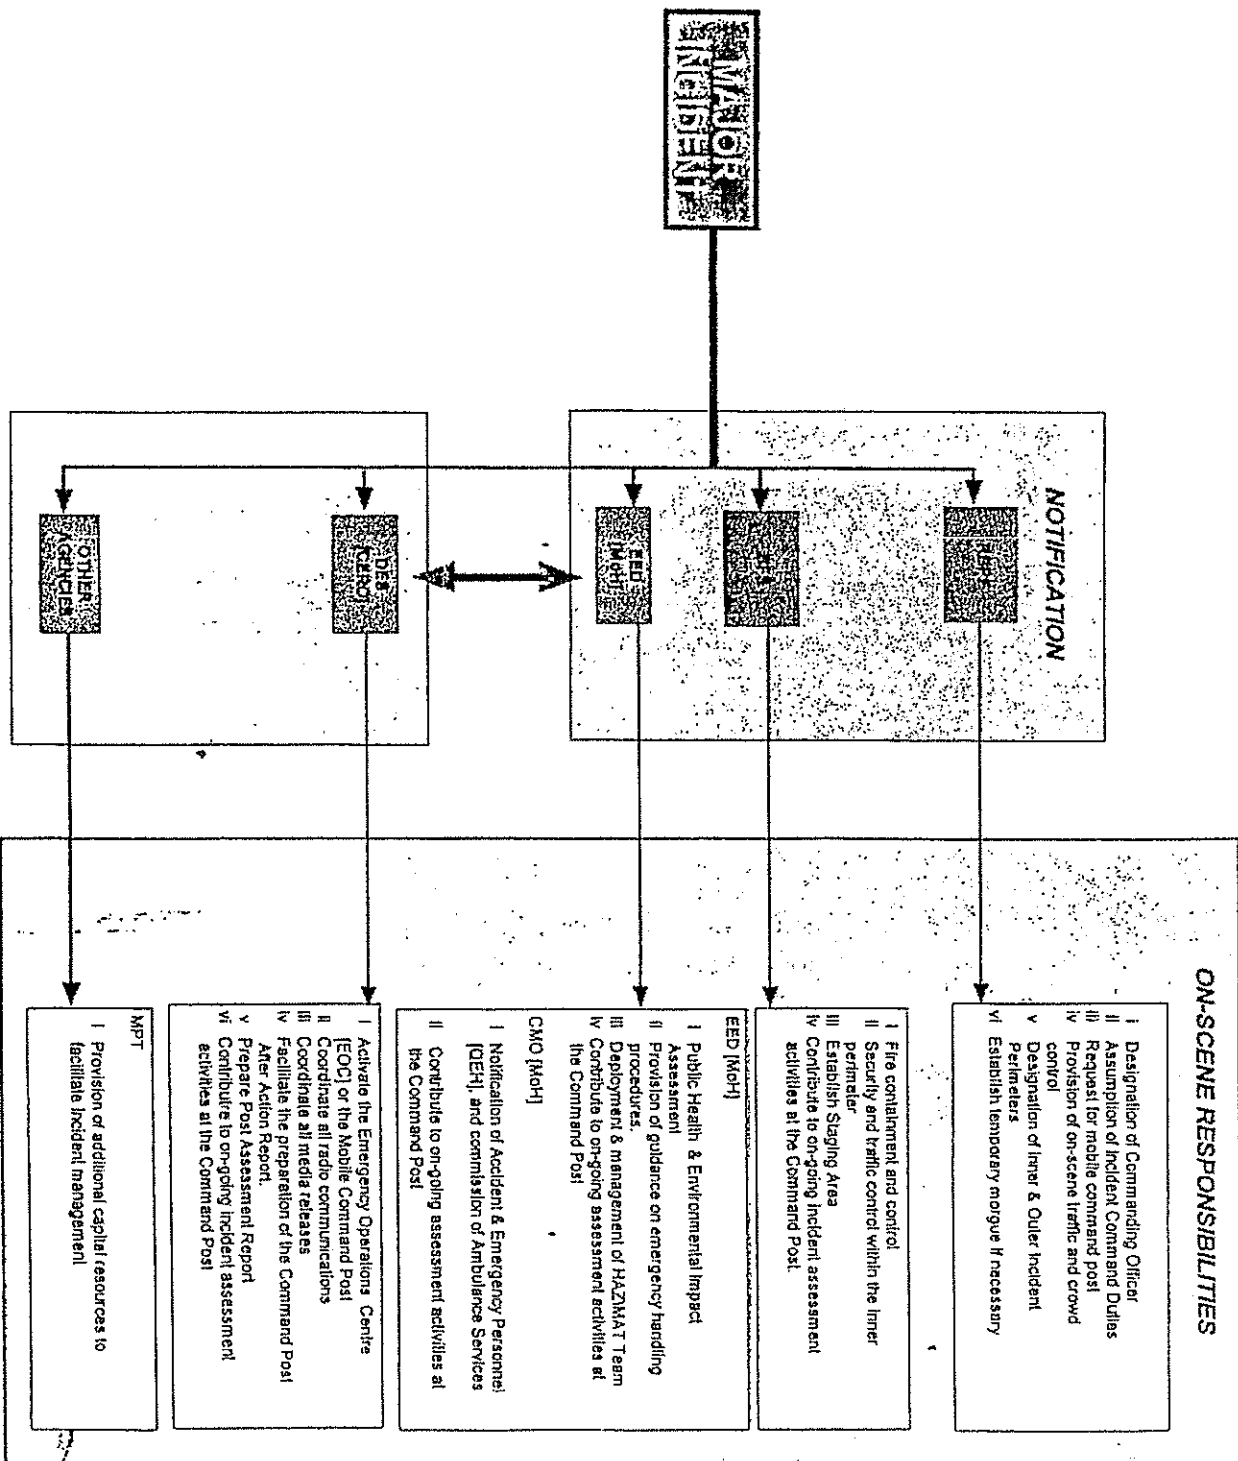 MAJOR
INCIDENT
NOTIFICATION
EED
[MoH]
DES
OTHER
AGENCIES
ON-SCENE RESPONSIBILITIES
i Designation of Commanding Officer
ii Assumption of Incident Command Duties
iii Request for mobile command post
iv Provision of on-scene traffic and crowd
control
v Designation of Inner & Outer Incident
Perimeters
vi Establish temporary morgue if necessary
i Fire containment and control
ii Security and traffic control within the inner
perimeter
iii Establish Staging Area
iv Contribute to on-going incident assessment
activities at the Command Post.
EED [MoH]
i Public Health & Environmental Impact
Assessment
ii Provision of guidance on emergency handling
procedures.
iii Deployment & management of HAZ\MAT Team
iv Contribute to on-going assessment activities at
the Command Post
CMO [MoH]
i Notification of Accident & Emergency Personnel
[QEH], and commission of Ambulance Services
ii Contribute to on-going assessment activities at
the Command Post
i Activate the Emergency Operations Centre
[EOC] or the Mobile Command Post
ii Coordinate all radio communications
iii Coordinate all media releases
iv Facilitate the preparation of the Command Post
After Action Report.
v Prepare Post Assessment Report
vi Contributre to on-going incident assessment
activities at the Command Post
MPT
i Provision of additional capital resources to
facilitate incident management